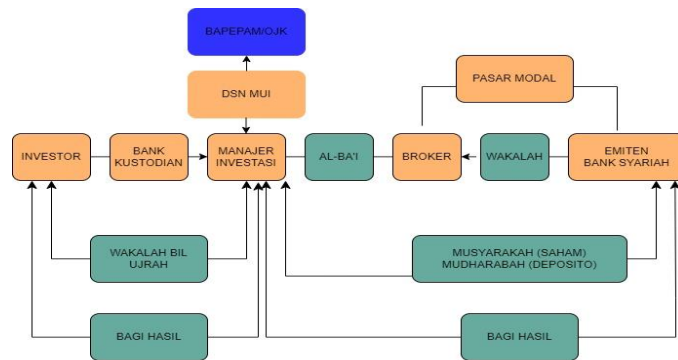 BAPEPAM/OJK
DSN MUI
PASAR MODAL
INVESTOR
BANK
KUSTODIAN
MANAJER
INVESTASI
AL-BA'I
BROKER
WAKALAH
EMITEN
BANK SYARIAH
WAKALAH BIL
UJRAH
MUSYARAKAH (SAHAM)
MUDHARABAH (DEPOSITO)
BAGI HASIL
BAGI HASIL